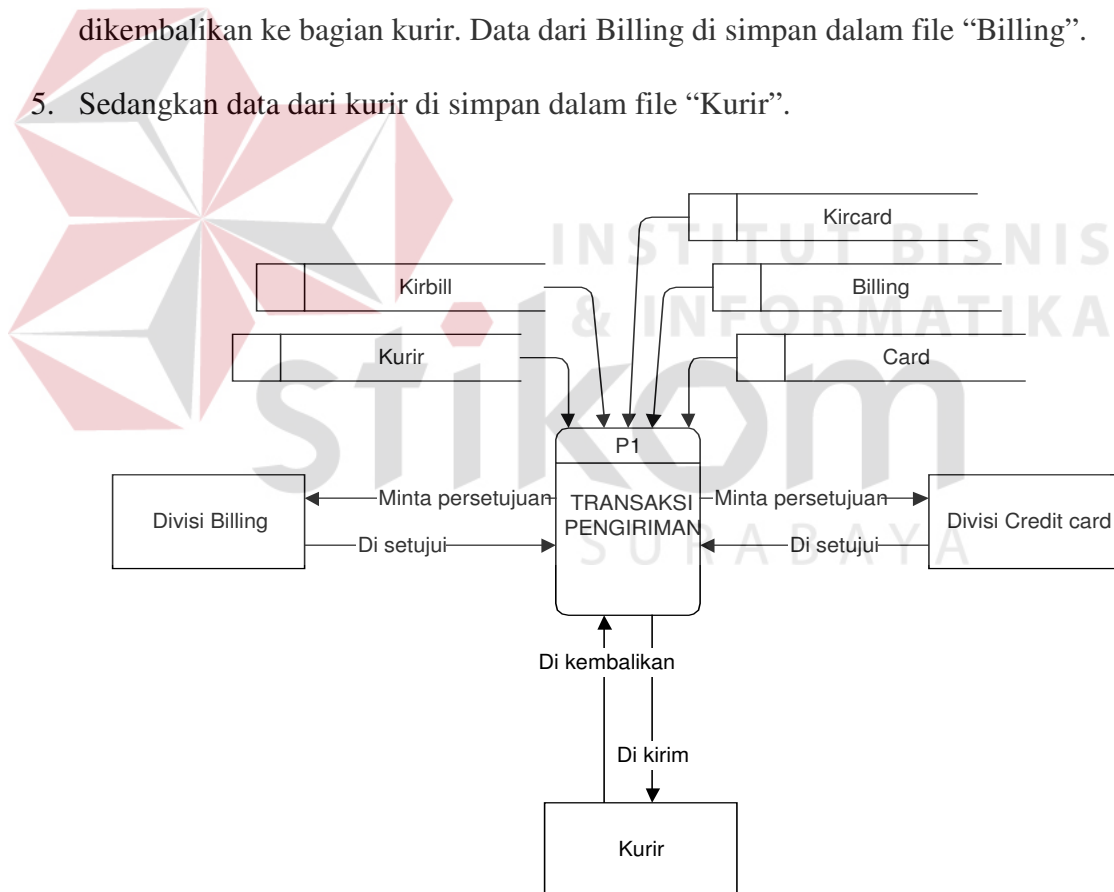 dikembalikan ke bagian kurir. Data dari Billing di simpan dalam file “Billing”.
5. Sedangkan data dari kurir di simpan dalam file “Kurir”.
INSTITUT BISNIS
& INFORMATIKA
stikom
SURABAYA
Kircard
Kirbill
Billing
Kurir
Card
P1
TRANSAKSI
PENGIRIMAN
Divisi Billing
Minta persetujuan
Di setujui
Minta persetujuan
Di setujui
Divisi Credit card
Di kembalikan
Di kirim
Kurir